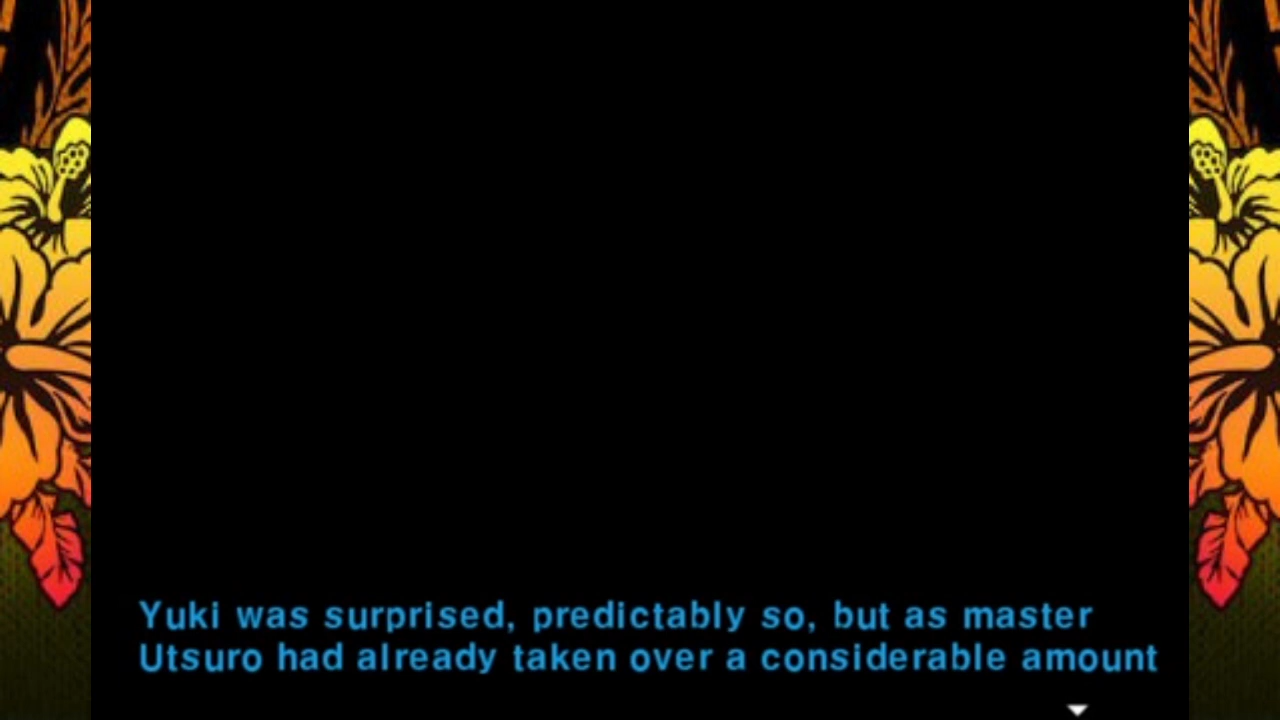 Yuki was surprised, predictably so, but as master
Utsuro had already taken over a considerable amount